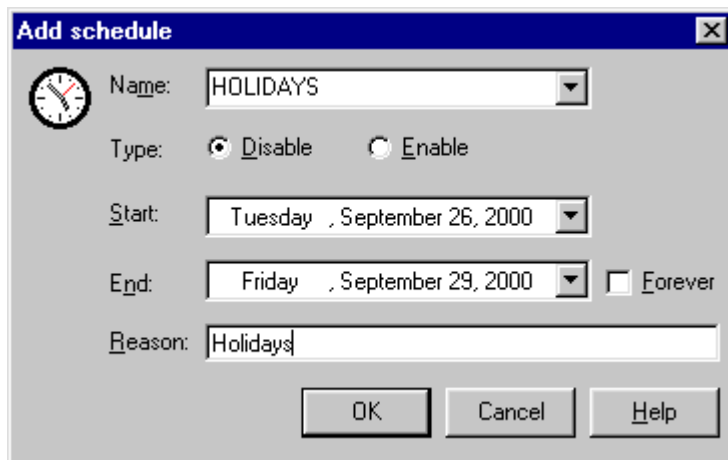 Add schedule
Name: HOLIDAYS
Type: Disable Enable
Start: Tuesday , September 26, 2000
End: Friday , September 29, 2000 Forever
Reason: Holidays
OK Cancel Help